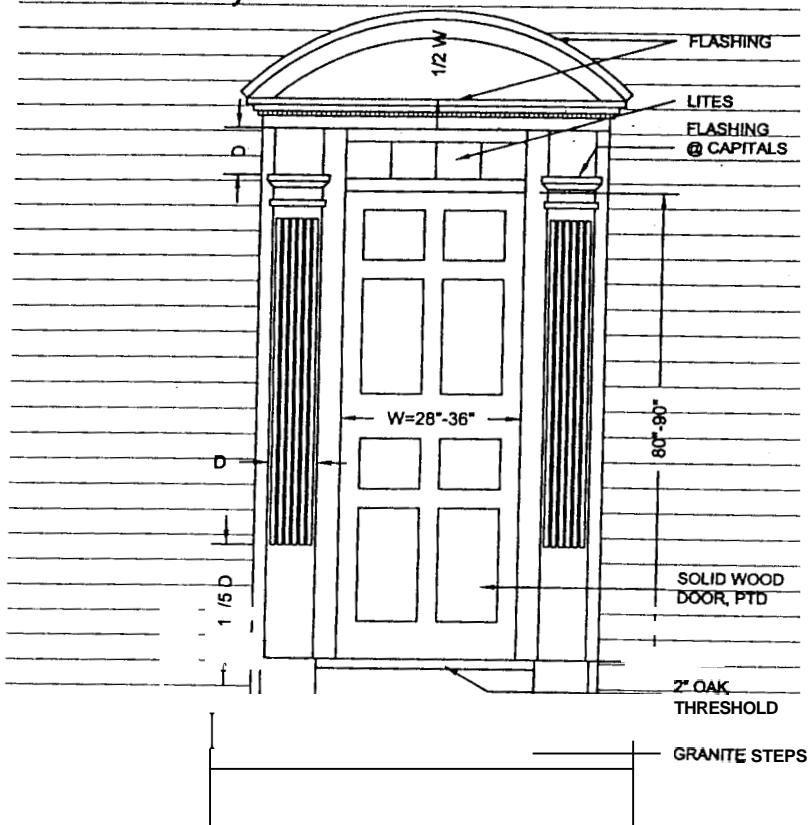 FLASHING
1/2 W
LITES
FLASHING
@ CAPITALS
D
W=28"-36"
80"-90"
D
1 /5 D
SOLID WOOD
DOOR, PTD
2" OAK
THRESHOLD
GRANITE STEPS